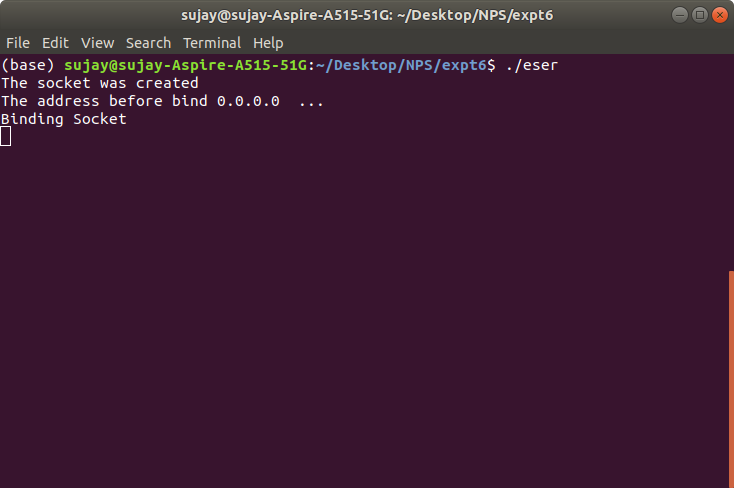 sujay@sujay-Aspire-A515-51G: ~/Desktop/NPS/expt6
File Edit View Search Terminal Help
(base) sujay@sujay-Aspire-A515-51G:~/Desktop/NPS/expt6$ ./eser
The socket was created
The address before bind 0.0.0.0  ...
Binding Socket